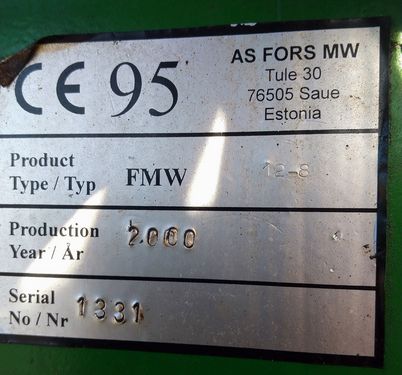 CE 95
AS FORS MW
Tule 30
76505 Saue
Estonia
Product
Type / Typ FMW 12-8
Production
Year / År 2000
Serial
No / Nr 1331